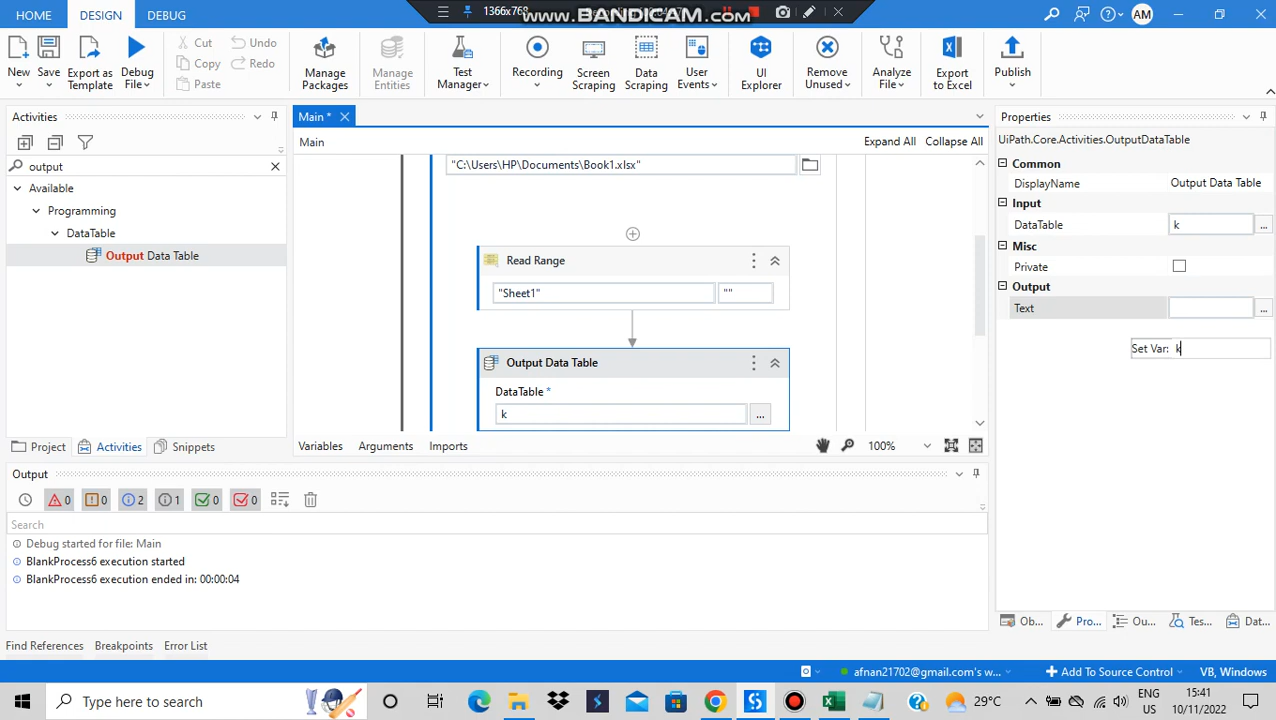 HOME DESIGN DEBUG
1366x768
www.BANDICAM.com
AM
New
Save
Export as Template
Debug File
Cut
Copy
Paste
Undo
Redo
Manage Packages
Manage Entities
Test Manager
Recording
Screen Scraping
Data Scraping
User Events
UI Explorer
Remove Unused
Analyze File
Export to Excel
Publish
Activities
output
Available
Programming
DataTable
Output Data Table
Project
Activities
Snippets
Main *
Main
Expand All
Collapse All
"C:\Users\HP\Documents\Book1.xlsx"
Read Range
"Sheet1" ""
Output Data Table
DataTable *
k
...
Variables
Arguments
Imports
100%
Properties
UiPath.Core.Activities.OutputDataTable
Common
DisplayName Output Data Table
Input
DataTable k ...
Misc
Private
Output
Text ...
Set Var: k
Ob...
Pro...
Ou...
Tes...
Dat...
Output
0 0 2 1 0 0
Search
Debug started for file: Main
BlankProcess6 execution started
BlankProcess6 execution ended in: 00:00:04
Find References
Breakpoints
Error List
afnan21702@gmail.com's w...
Add To Source Control
VB, Windows
Type here to search
29°C
ENG
PG
15:41
10/11/2022